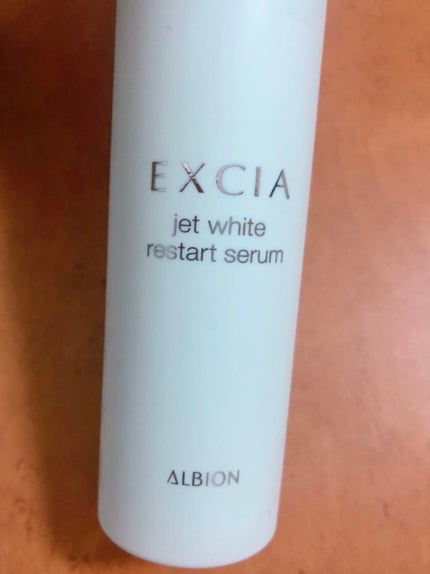 EXCIA
jet white
restart serum
ALBION